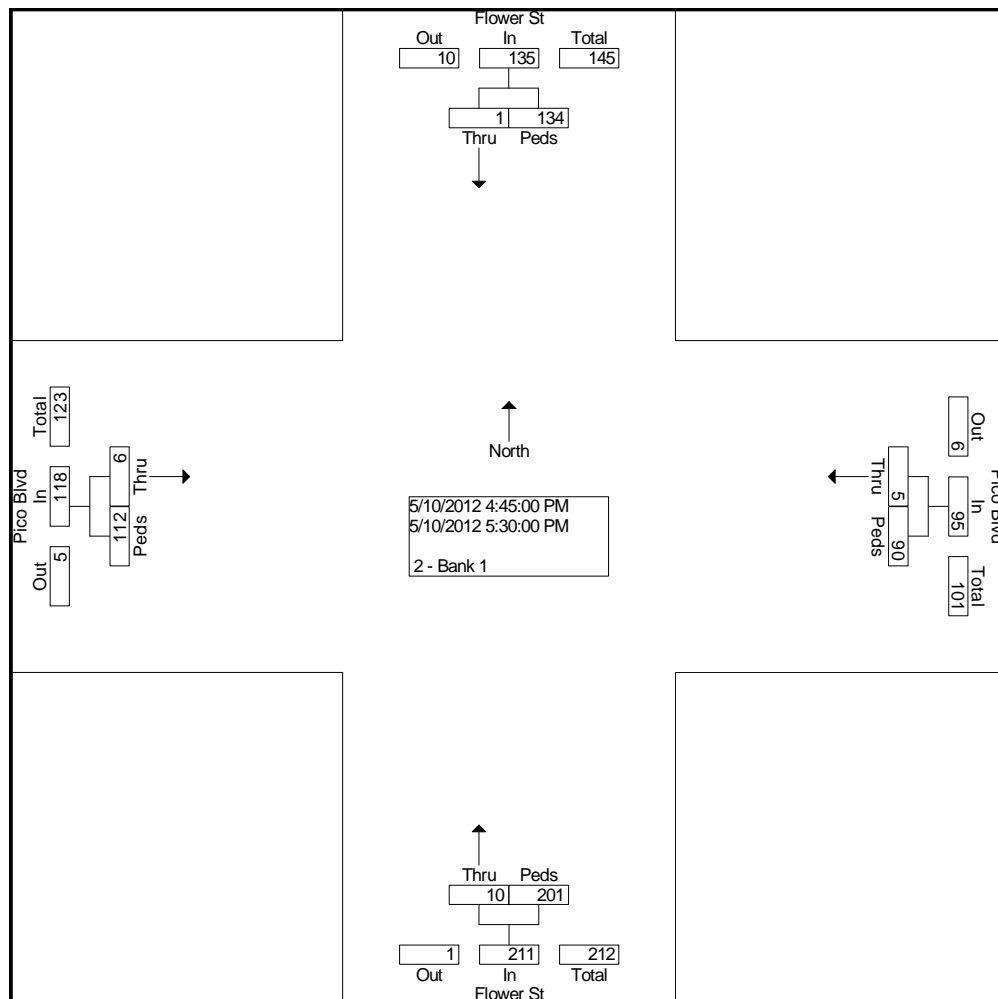 Flower St
Out In Total
10 135 145
1 134
Thru Peds
Total 123
In 118
Out 5
Pico Blvd
Thru 6
Peds 112
North
5/10/2012 4:45:00 PM
5/10/2012 5:30:00 PM
2 - Bank 1
Thru 5
Peds 90
Out 6
In 95
Total 101
Pico Blvd
Thru Peds
10 201
1 211 212
Out In Total
Flower St